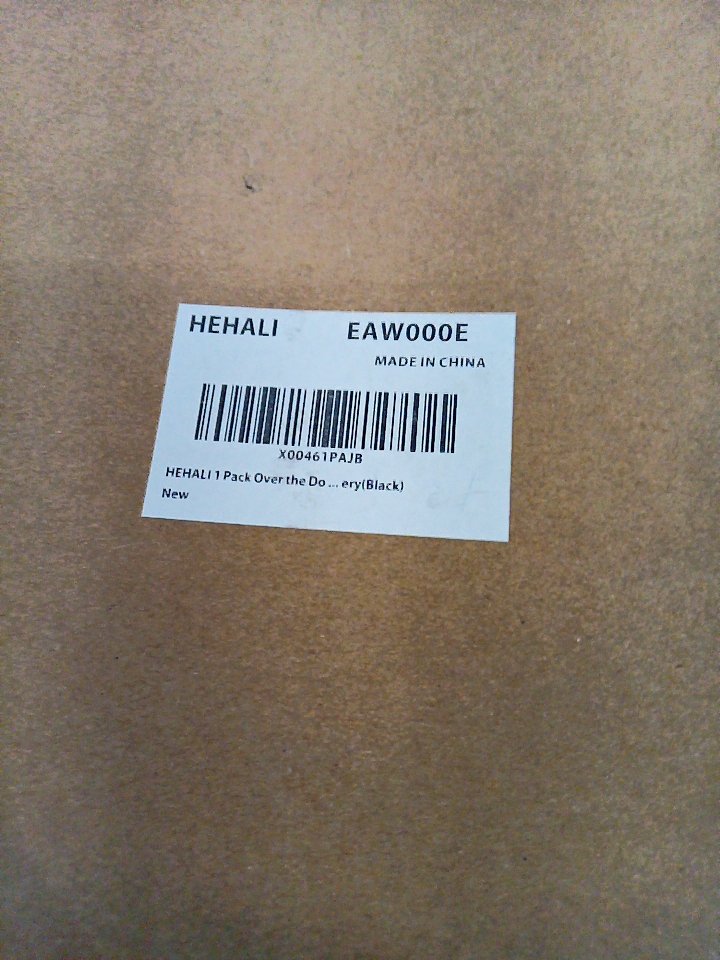 HEHALI EAW000E
MADE IN CHINA
X00461PAJB
HEHALI 1 Pack Over the Do ... ery(Black)
New